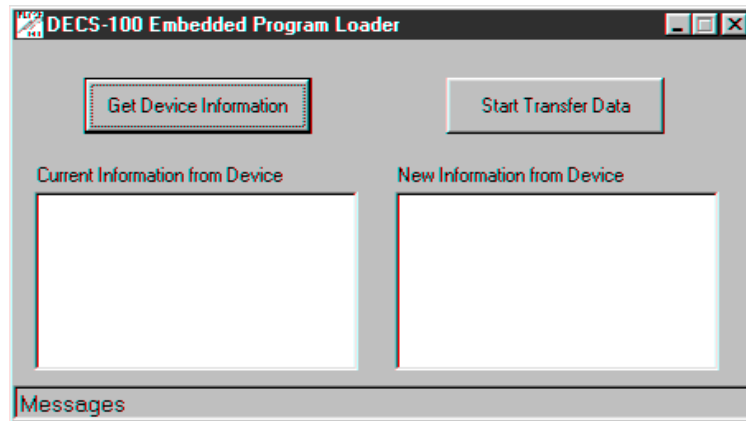 DECS-100 Embedded Program Loader
Get Device Information
Start Transfer Data
Current Information from Device
New Information from Device
Messages